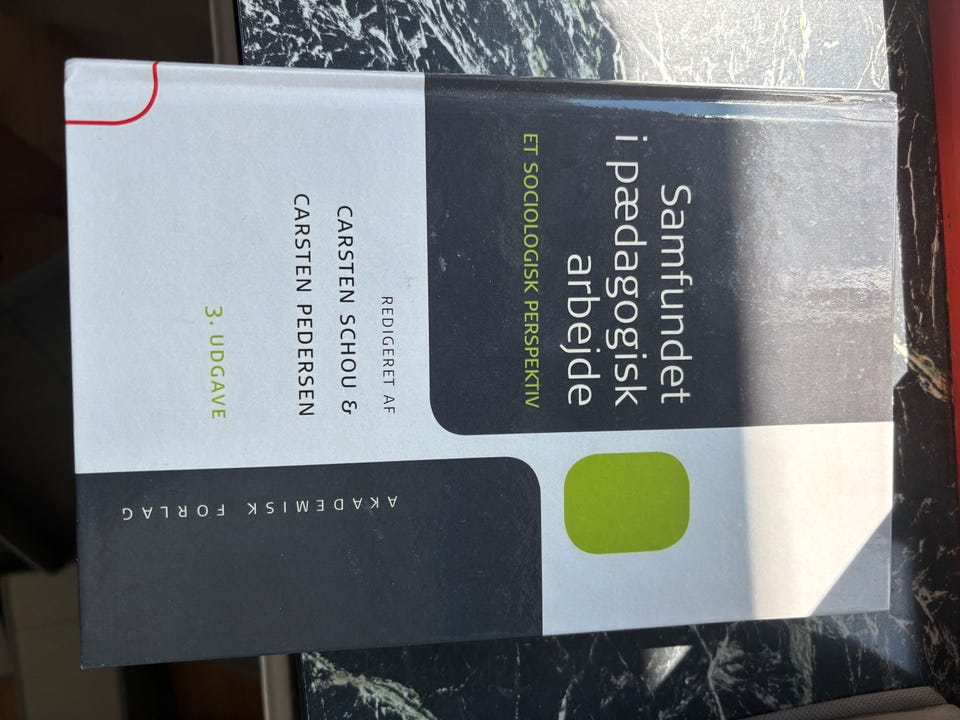 Samfundet
i pædagogisk
arbejde
ET SOCIOLOGISK PERSPEKTIV
REDIGERET AF
CARSTEN SCHOU &
CARSTEN PEDERSEN
3. UDGAVE
AKADEMISK FORLAG